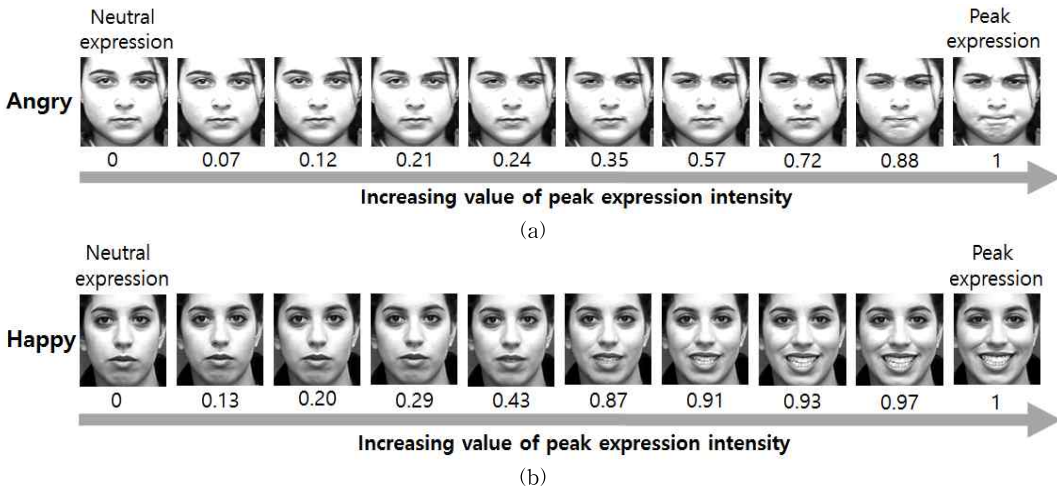 Neutral expression
Peak expression
Angry
0 0.07 0.12 0.21 0.24 0.35 0.57 0.72 0.88 1
Increasing value of peak expression intensity
(a)
Neutral expression
Peak expression
Happy
0 0.13 0.20 0.29 0.43 0.87 0.91 0.93 0.97 1
Increasing value of peak expression intensity
(b)